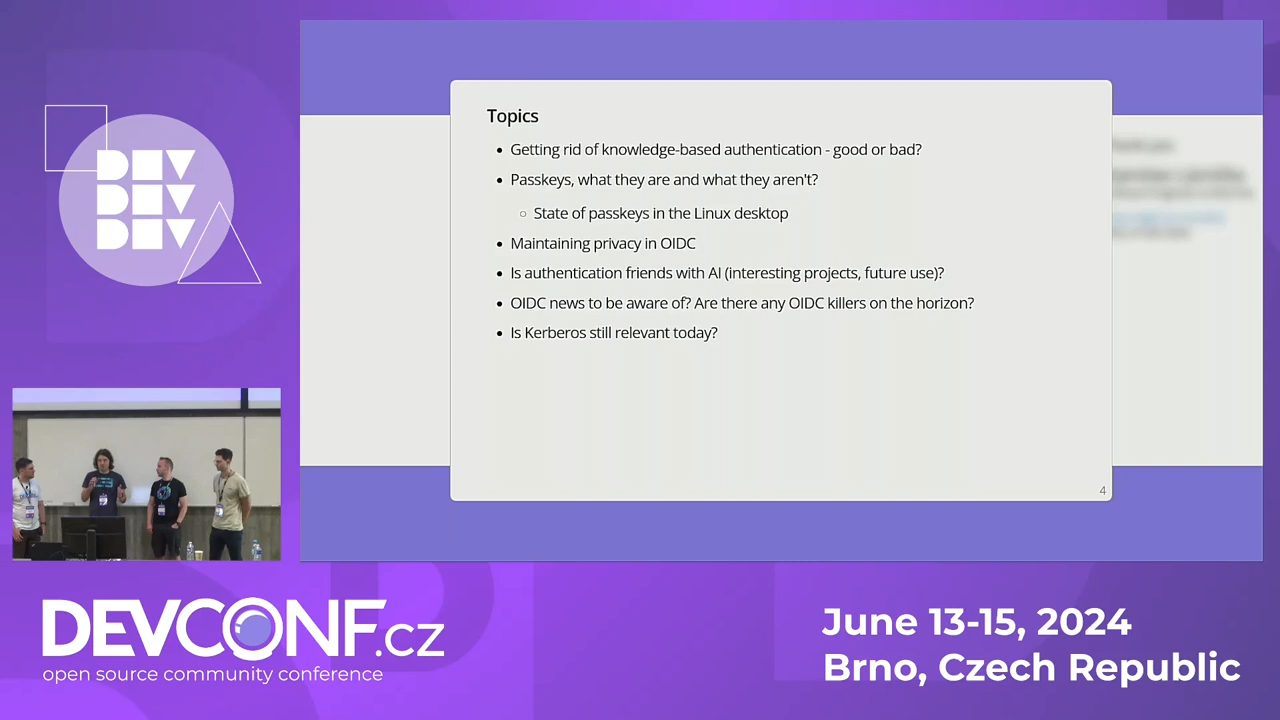 DEV
DEV
DEV
Topics
• Getting rid of knowledge-based authentication - good or bad?
• Passkeys, what they are and what they aren't?
○ State of passkeys in the Linux desktop
• Maintaining privacy in OIDC
• Is authentication friends with AI (interesting projects, future use)?
• OIDC news to be aware of? Are there any OIDC killers on the horizon?
• Is Kerberos still relevant today?
4
DEVCONF.cz
open source community conference
June 13-15, 2024
Brno, Czech Republic